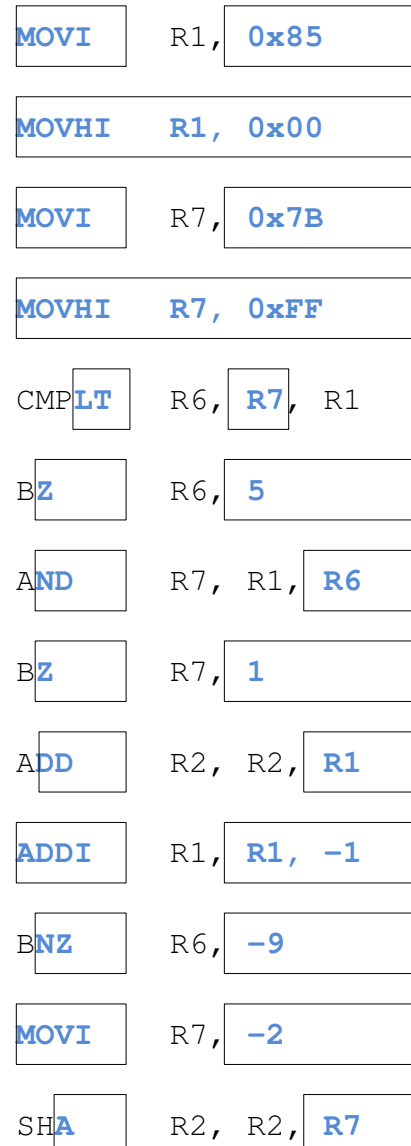 MOVI R1, 0x85
MOVHI R1, 0x00
MOVI R7, 0x7B
MOVHI R7, 0xFF
CMPLT R6, R7, R1
BZ R6, 5
AND R7, R1, R6
BZ R7, 1
ADD R2, R2, R1
ADDI R1, R1, -1
BNZ R6, -9
MOVI R7, -2
SHA R2, R2, R7